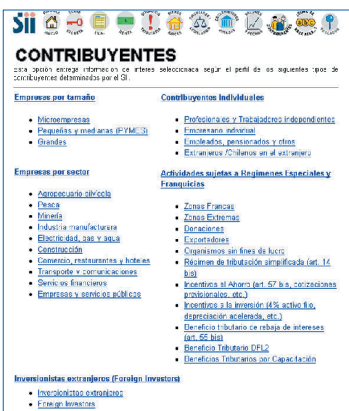 Sii
CONTRIBUYENTES
Esta opción entrega información de interés seleccionada según el perfil de los siguientes tipos de
contribuyentes determinados por el SII.
Empresas por tamaño
Microempresas
Pequeñas y medianas (PYMES)
Grandes
Contribuyentes Individuales
Profesionales y Trabajadores independientes
Empresario individual
Empleados, pensionados y otros
Extranjeros /Chilenos en el extranjero
Empresas por sector
Agropecuario silvícola
Pesca
Minería
Industria manufacturera
Electricidad, gas y agua
Construcción
Comercio, restaurantes y hoteles
Transporte y comunicaciones
Servicios financieros
Empresas y servicios públicos
Actividades sujetas a Regímenes Especiales y
Franquicias
Zonas Francas
Zonas Extremas
Donaciones
Exportadores
Organismos sin fines de lucro
Régimen de tributación simplificada (art. 14
bis)
Incentivos al Ahorro (art. 57 bis, cotizaciones
previsionales, etc.)
Incentivos a la inversión (4% activo fijo,
depreciación acelerada, etc.)
Beneficio tributario de rebaja de intereses
(art. 55 bis)
Beneficio Tributario DFL2
Beneficios Tributarios por Capacitación
Inversionistas extranjeros (Foreign Investors)
Inversionistas extranjeros
Foreign Investors